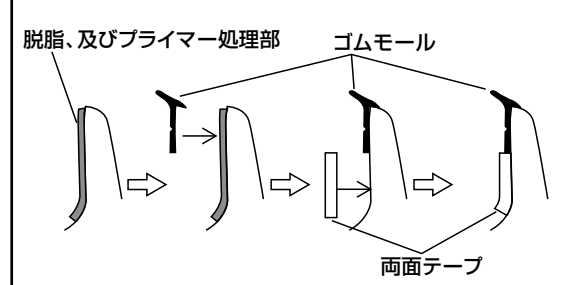 脱脂、及びプライマー処理部
ゴムモール
両面テープ